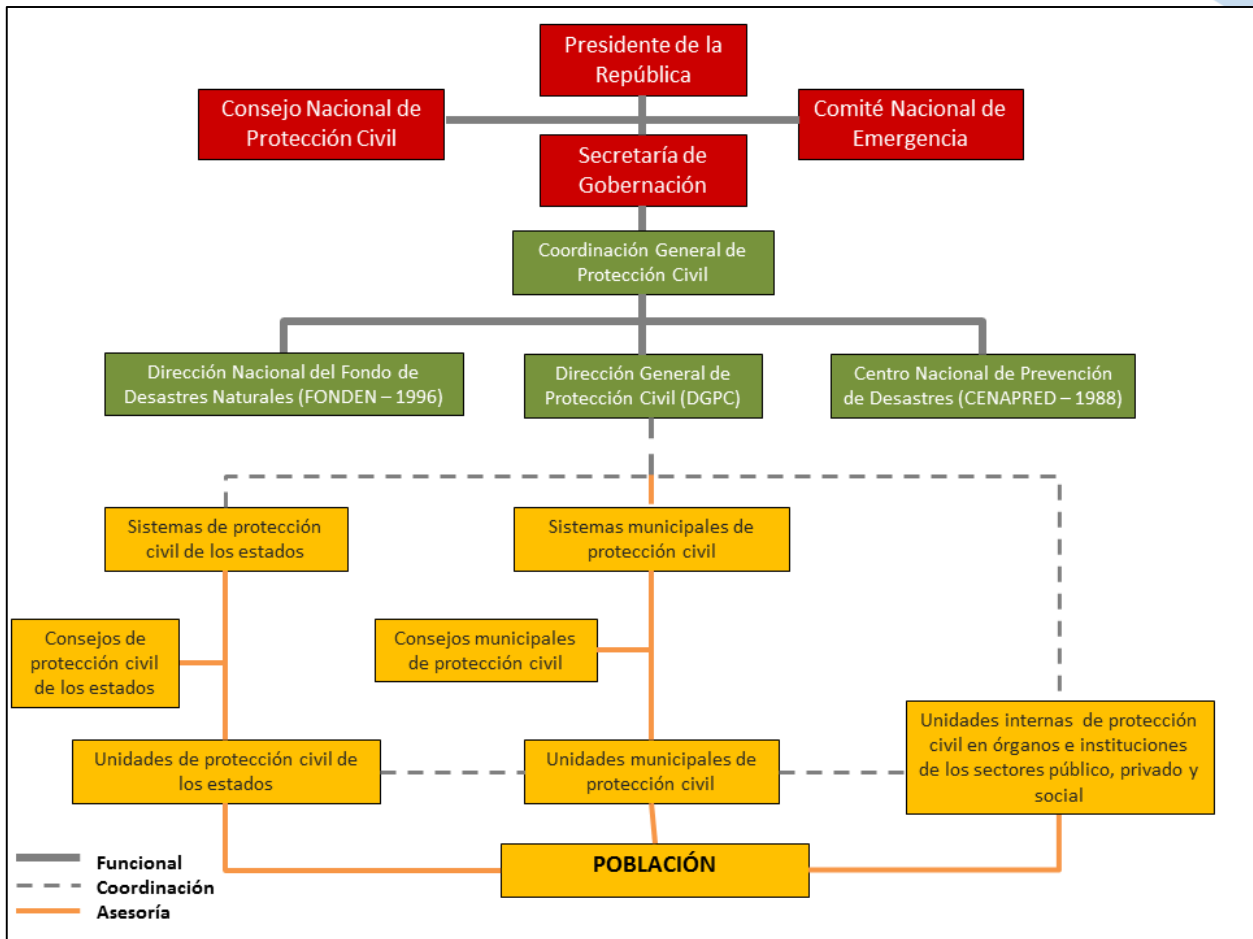 Presidente de la
República
Consejo Nacional de
Protección Civil
Comité Nacional de
Emergencia
Secretaría de
Gobernación
Coordinación General de
Protección Civil
Dirección Nacional del Fondo de
Desastres Naturales (FONDEN – 1996)
Dirección General de
Protección Civil (DGPC)
Centro Nacional de Prevención
de Desastres (CENAPRED – 1988)
Sistemas de protección
civil de los estados
Sistemas municipales de
protección civil
Consejos de
protección civil
de los estados
Consejos municipales
de protección civil
Unidades de protección civil de
los estados
Unidades municipales de
protección civil
Unidades internas de protección
civil en órganos e instituciones
de los sectores público, privado y
social
POBLACIÓN
Funcional
Coordinación
Asesoría